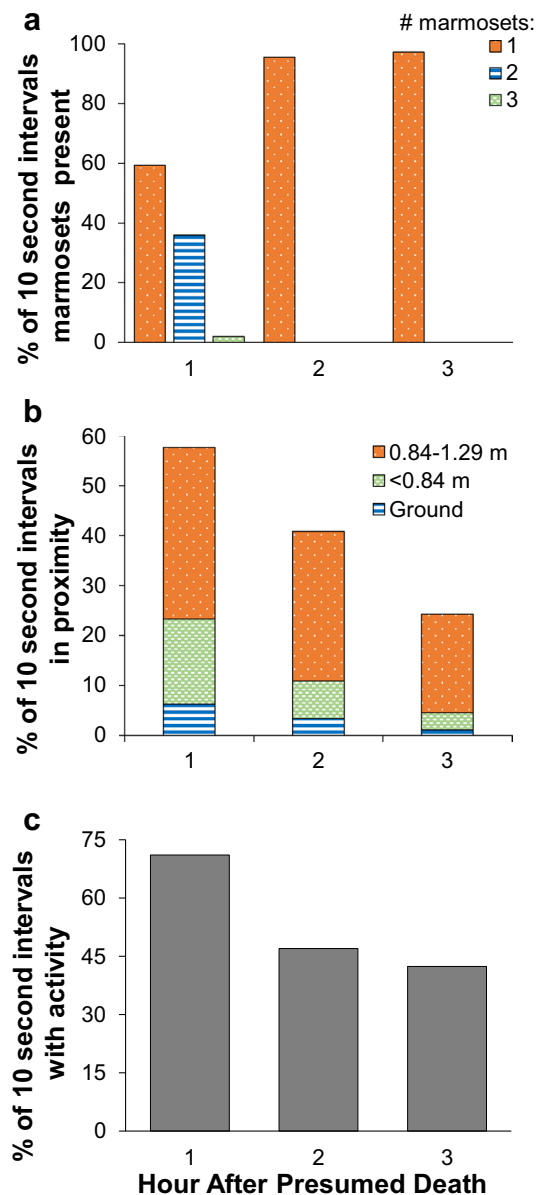 a
# marmosets:
1
2
3
% of 10 second intervals
marmosets present
100
80
60
40
20
0
1 2 3
b
0.84-1.29 m
<0.84 m
Ground
% of 10 second intervals
in proximity
60
50
40
30
20
10
0
1 2 3
c
% of 10 second intervals
with activity
75
60
45
30
15
0
1 2 3
Hour After Presumed Death